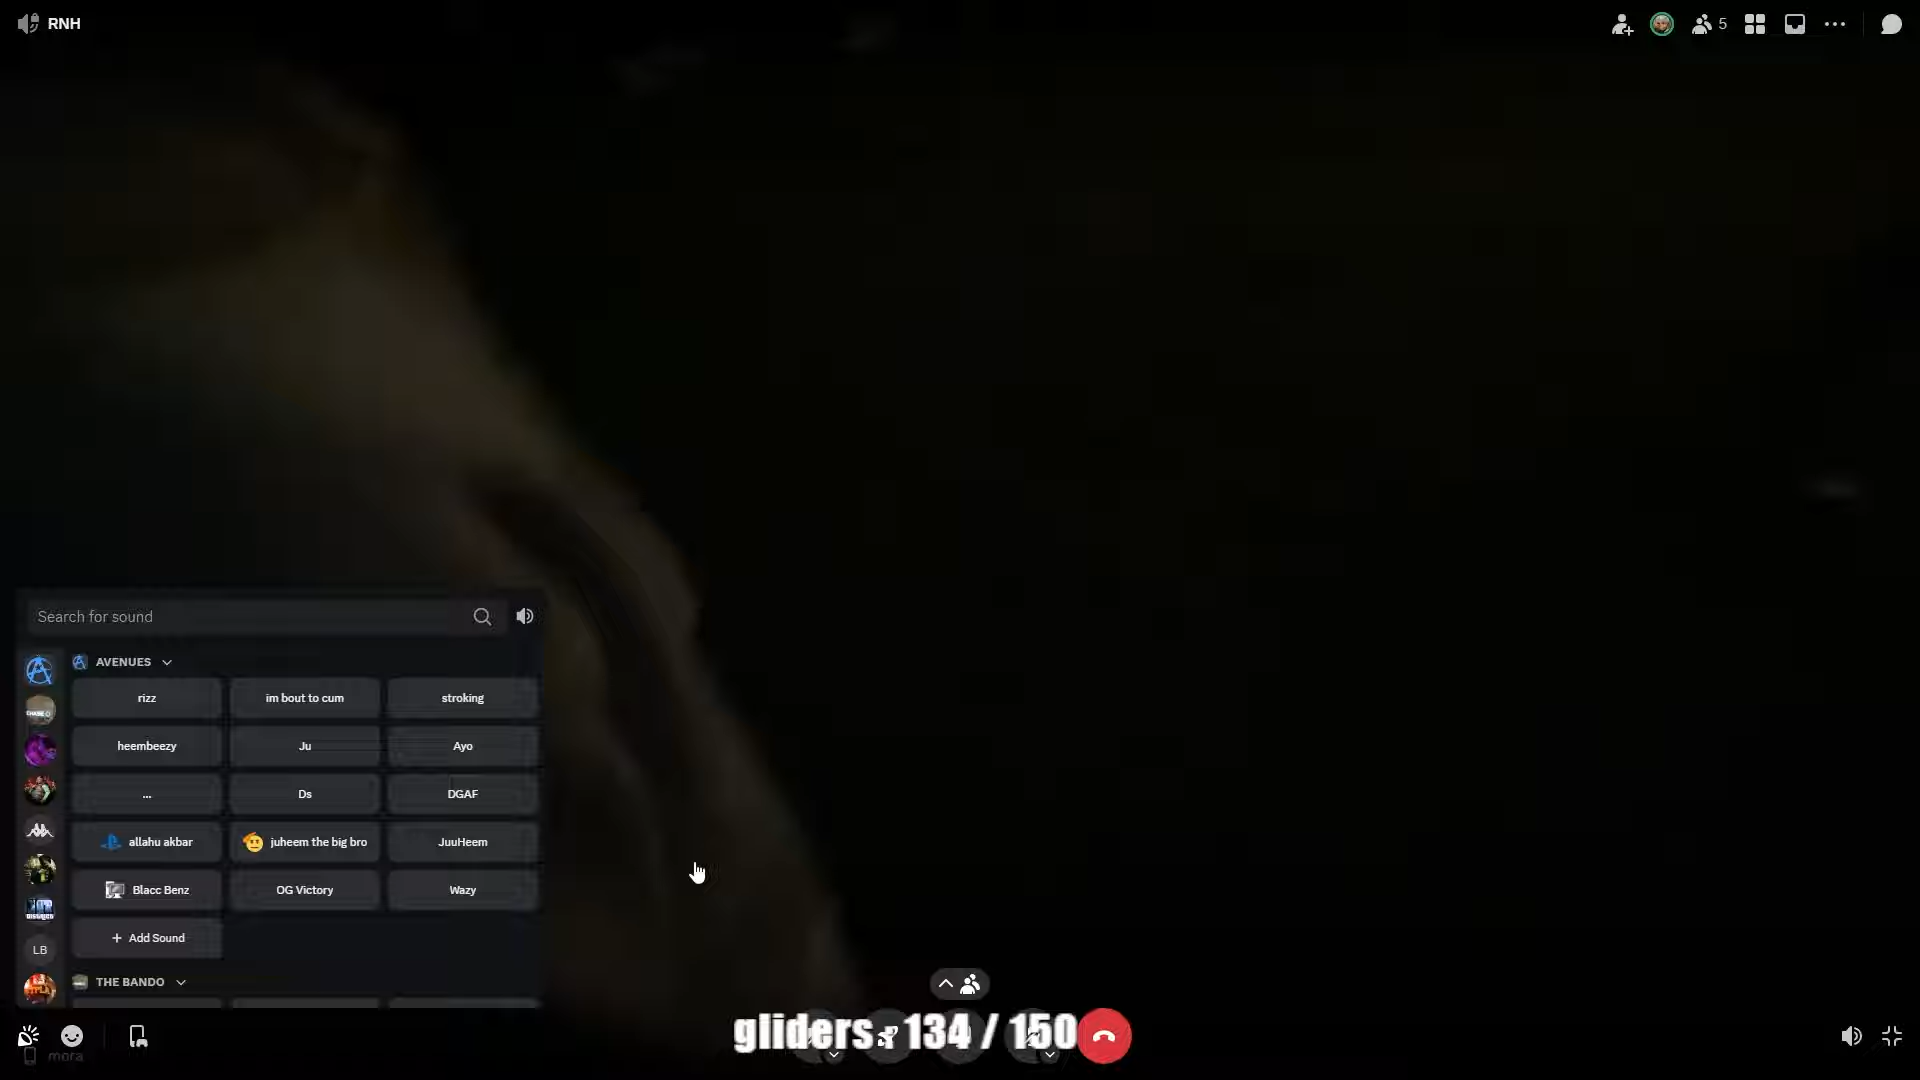 RNH
5
Search for sound
AVENUES
rizz
im bout to cum
stroking
heembeezy
Ju
Ayo
...
Ds
DGAF
allahu akbar
juheem the big bro
JuuHeem
Blacc Benz
OG Victory
Wazy
+ Add Sound
LB
THE BANDO
gliders : 134 / 150
mora